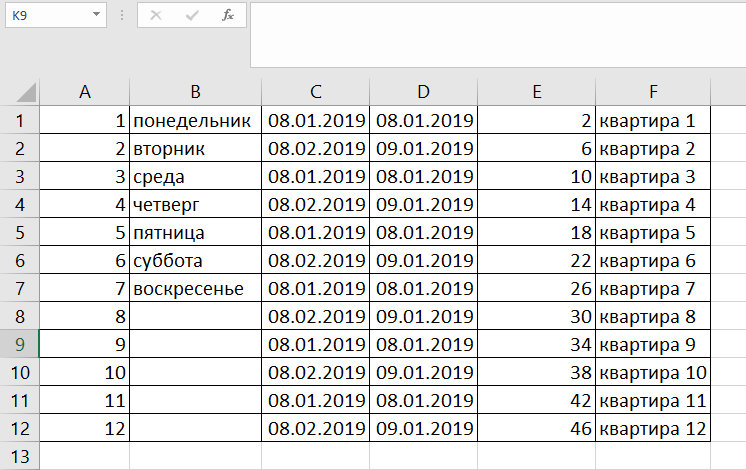 K9 fx
A B C D E F
1 1 понедельник 08.01.2019 08.01.2019 2 квартира 1
2 2 вторник 08.02.2019 09.01.2019 6 квартира 2
3 3 среда 08.01.2019 08.01.2019 10 квартира 3
4 4 четверг 08.02.2019 09.01.2019 14 квартира 4
5 5 пятница 08.01.2019 08.01.2019 18 квартира 5
6 6 суббота 08.02.2019 09.01.2019 22 квартира 6
7 7 воскресенье 08.01.2019 08.01.2019 26 квартира 7
8 8 08.02.2019 09.01.2019 30 квартира 8
9 9 08.01.2019 08.01.2019 34 квартира 9
10 10 08.02.2019 09.01.2019 38 квартира 10
11 11 08.01.2019 08.01.2019 42 квартира 11
12 12 08.02.2019 09.01.2019 46 квартира 12
13